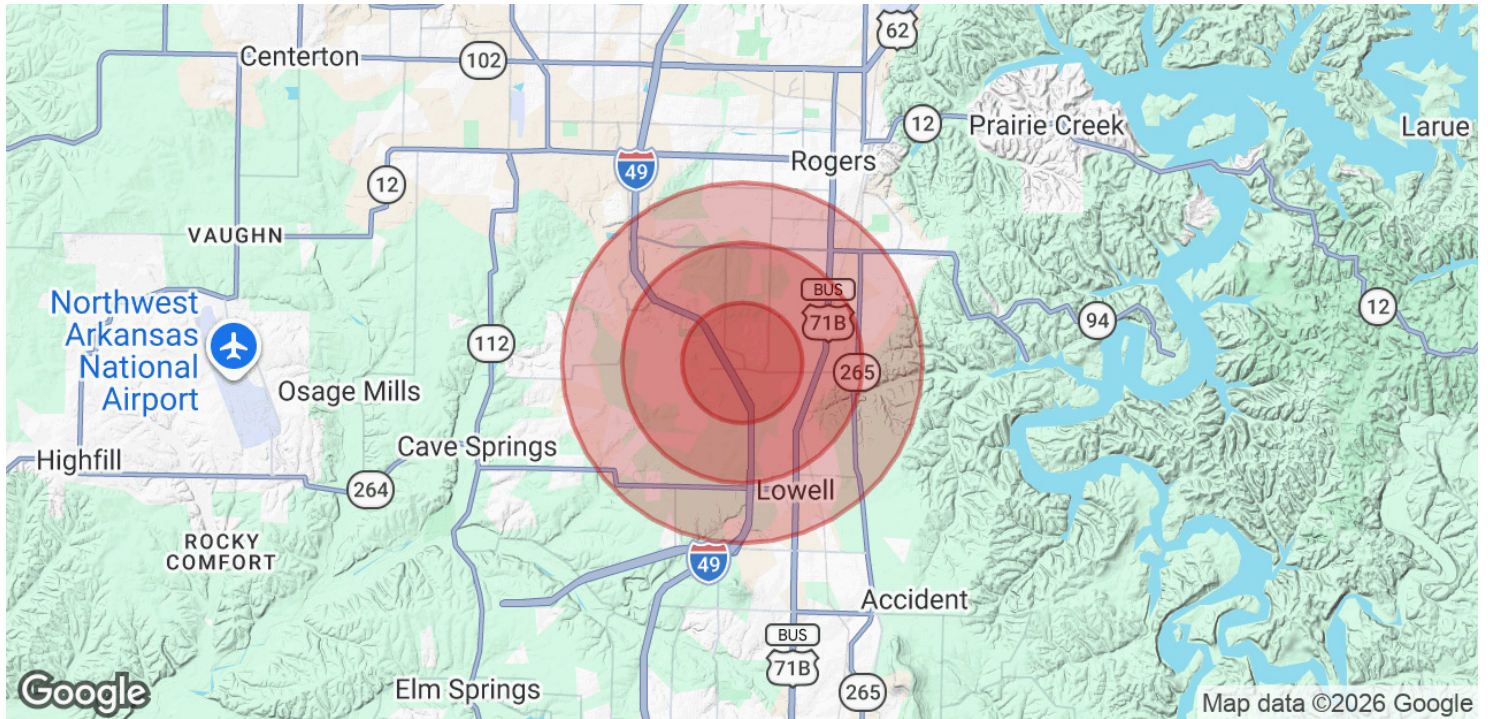 62
Centerton
102
12
Prairie Creek
Larue
Rogers
49
12
VAUGHN
BUS
71B
Northwest
Arkansas
National
Airport
12
94
112
265
Osage Mills
Cave Springs
Highfill
264
Lowell
ROCKY
COMFORT
49
Accident
BUS
71B
Elm Springs
265
Google
Map data ©2026 Google